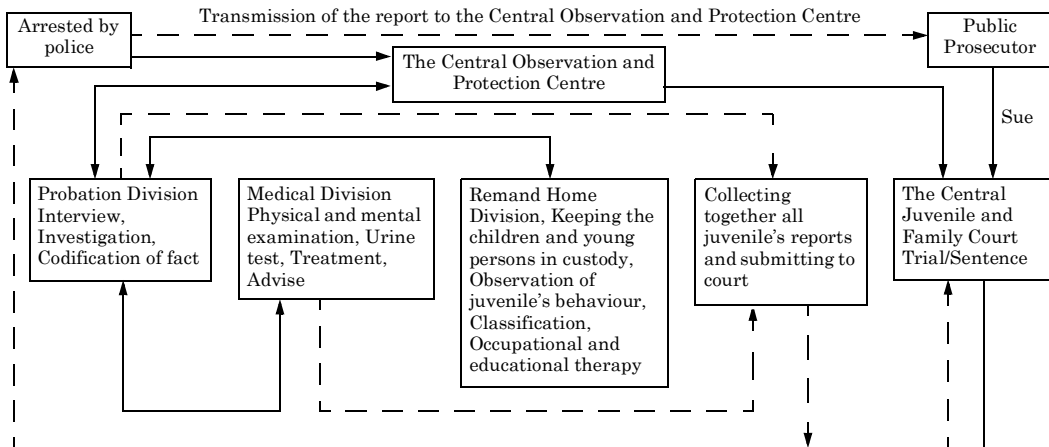 Transmission of the report to the Central Observation and Protection Centre
Arrested by
police
Public
Prosecutor
The Central Observation and
Protection Centre
Sue
Probation Division
Interview,
Investigation,
Codification of fact
Medical Division
Physical and mental
examination, Urine
test, Treatment,
Advise
Remand Home
Division, Keeping the
children and young
persons in custody,
Observation of
juvenile's behaviour,
Classification,
Occupational and
educational therapy
Collecting
together all
juvenile's reports
and submitting to
court
The Central
Juvenile and
Family Court
Trial/Sentence